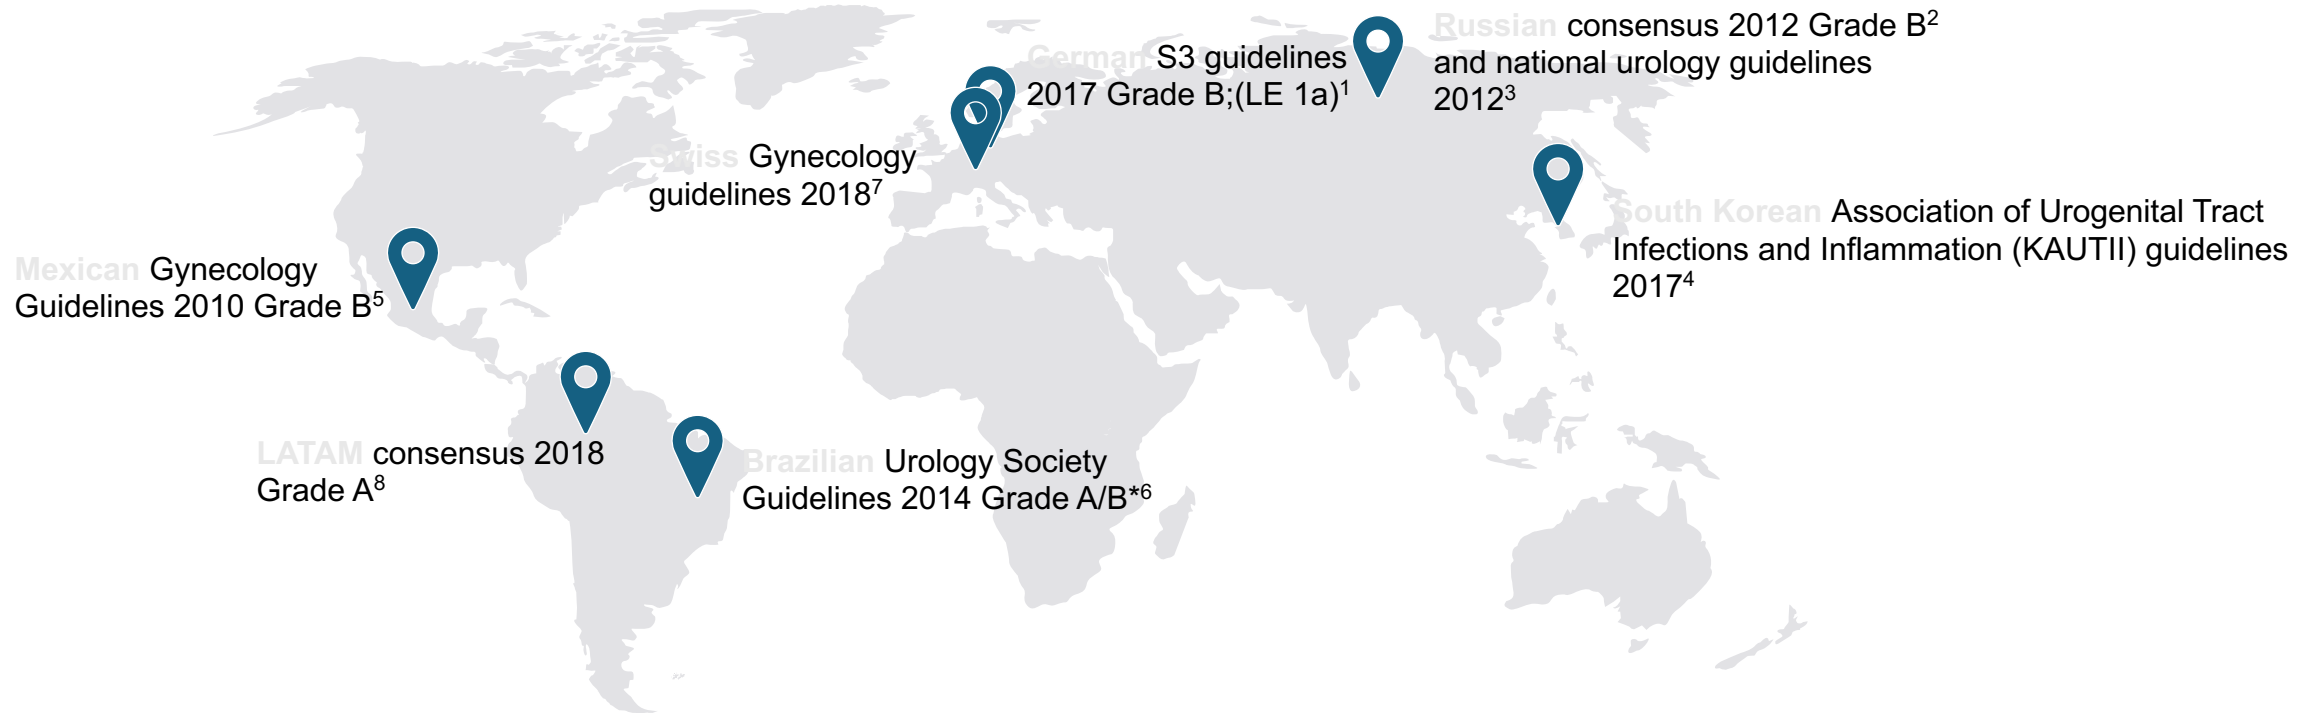 German S3 guidelines
2017 Grade B;(LE 1a)1
Russian consensus 2012 Grade B2
and national urology guidelines
20123
Swiss Gynecology
guidelines 20187
South Korean Association of Urogenital Tract
Infections and Inflammation (KAUTII) guidelines
20174
Mexican Gynecology
Guidelines 2010 Grade B5
LATAM consensus 2018
Grade A8
Brazilian Urology Society
Guidelines 2014 Grade A/B*6